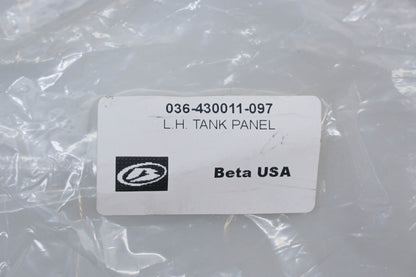 036-430011-097
L.H. TANK PANEL
Beta USA